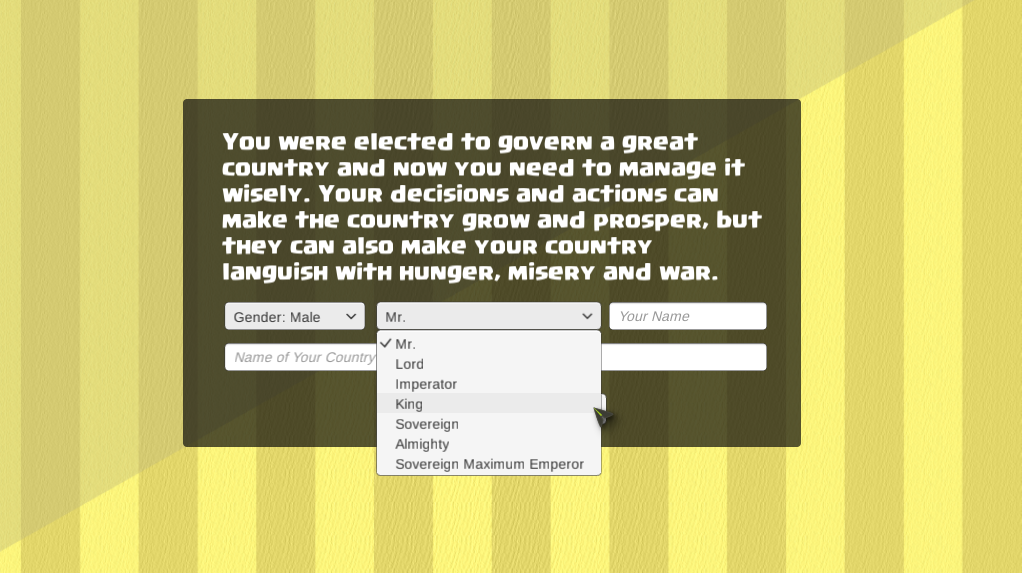 You were elected to govern a great
country and now you need to manage it
wisely. Your decisions and actions can
make the country grow and prosper, but
they can also make your country
languish with hunger, misery and war.
Gender: Male
Mr.
Your Name
Name of Your Country
Mr.
Lord
Imperator
King
Sovereign
Almighty
Sovereign Maximum Emperor